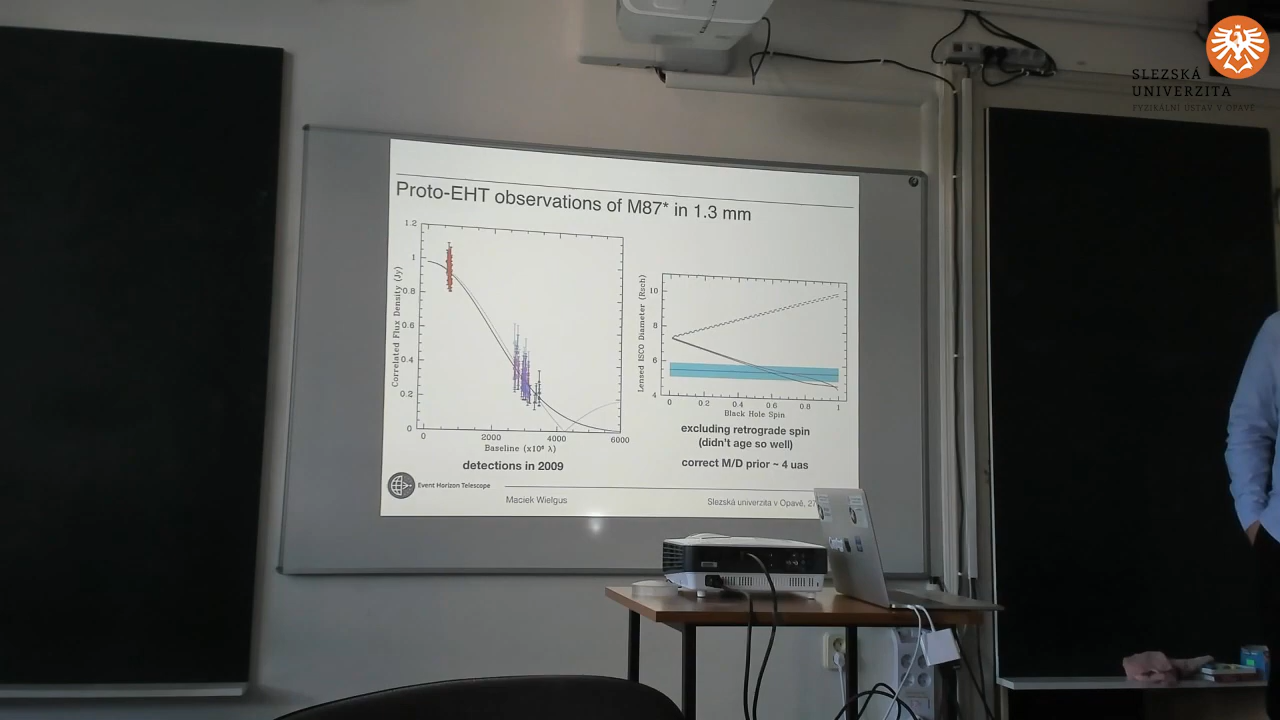 SLEZSKÁ
UNIVERZITA
FYZIKÁLNÍ ÚSTAV V OPAVĚ
Proto-EHT observations of M87* in 1.3 mm
1.2
1
0.8
0.6
0.4
0.2
0
Correlated Flux Density (Jy)
0
2000
4000
6000
Baseline (x10⁶ λ)
detections in 2009
10
8
6
4
Lensed ISCO Diameter (Rsch)
0
0.2
0.4
0.6
0.8
1
Black Hole Spin
excluding retrograde spin
(didn't age so well)
correct M/D prior ~ 4 uas
Event Horizon Telescope
Maciek Wielgus
Slezská univerzita v Opavě, 27